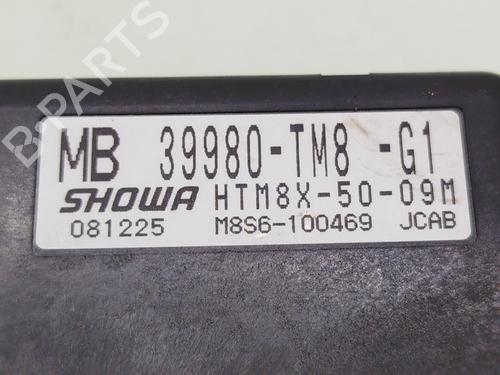 B-PARTS
MB 39980-TM8 -G1
SHOWA HTM8X-50-09M
081225 M8S6-100469 JCAB